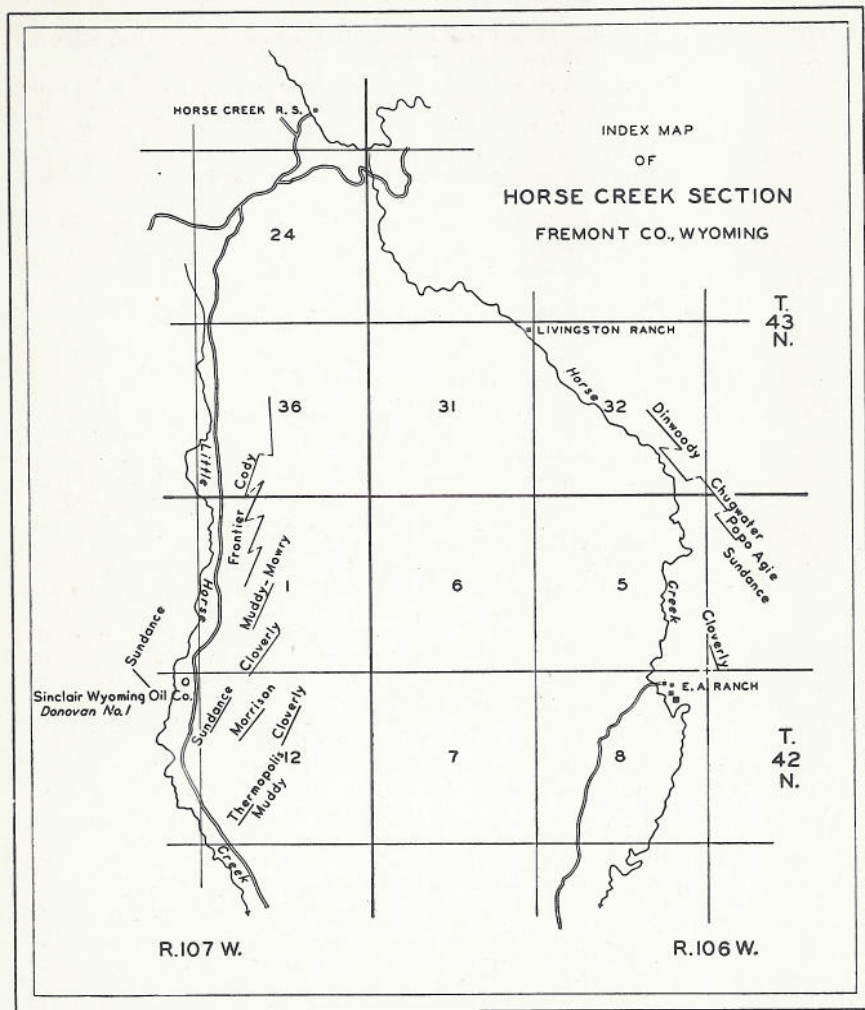 HORSE CREEK R.S.
INDEX MAP
OF
HORSE CREEK SECTION
FREMONT CO., WYOMING
24
T.
43
N.
LIVINGSTON RANCH
Horse
36
31
32
Dinwoody
Little
Cody
Frontier
Chugwater
Popo Agie
Sundance
Muddy-Mowry
1
6
5
Horse
Creek
Sundance
Cloverly
Cloverly
Sinclair Wyoming Oil Co.
Donovan No.1
E.A. RANCH
Sundance
Morrison
Cloverly
12
7
8
T.
42
N.
Thermopolis
Muddy
Creek
R.107 W.
R.106 W.